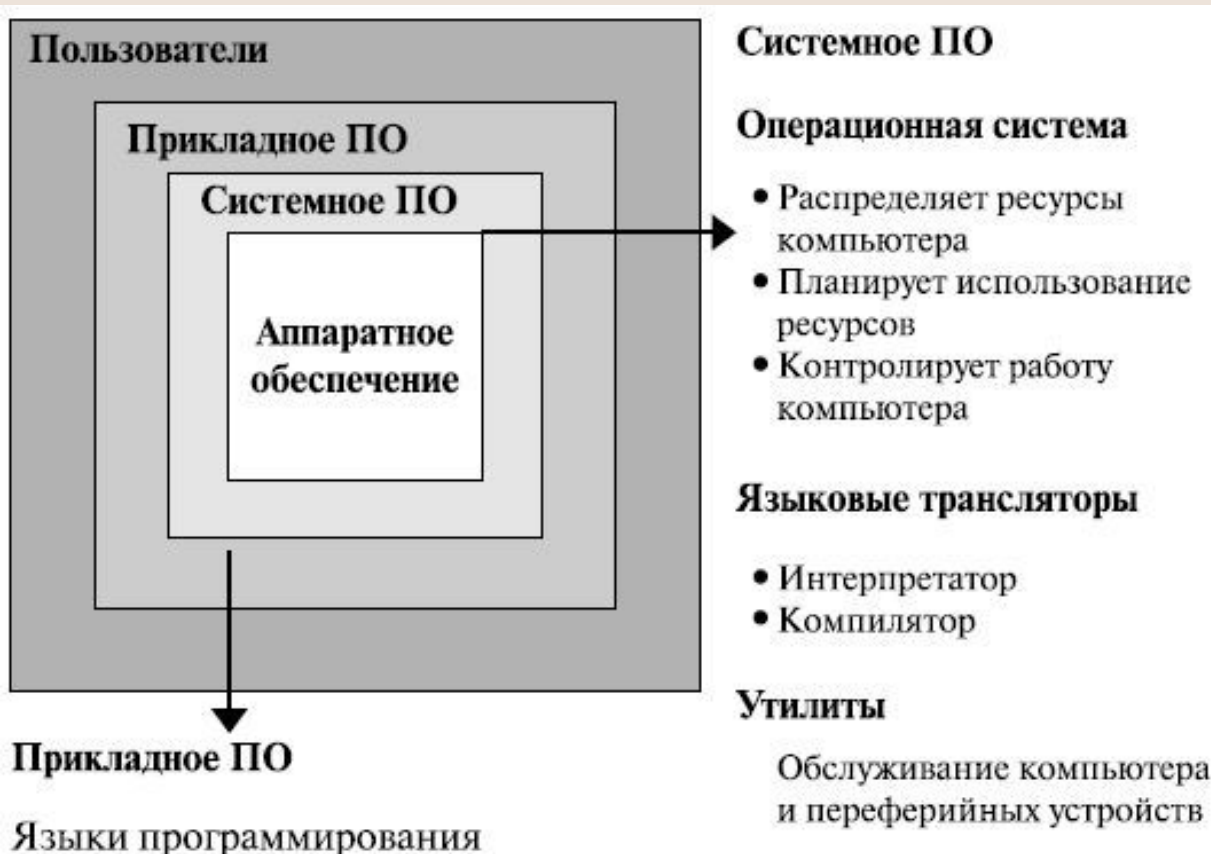 Пользователи
Прикладное ПО
Системное ПО
Аппаратное
обеспечение
Прикладное ПО
Языки программирования
Системное ПО
Операционная система
• Распределяет ресурсы
компьютера
• Планирует использование
ресурсов
• Контролирует работу
компьютера
Языковые трансляторы
• Интерпретатор
• Компилятор
Утилиты
Обслуживание компьютера
и переферийных устройств